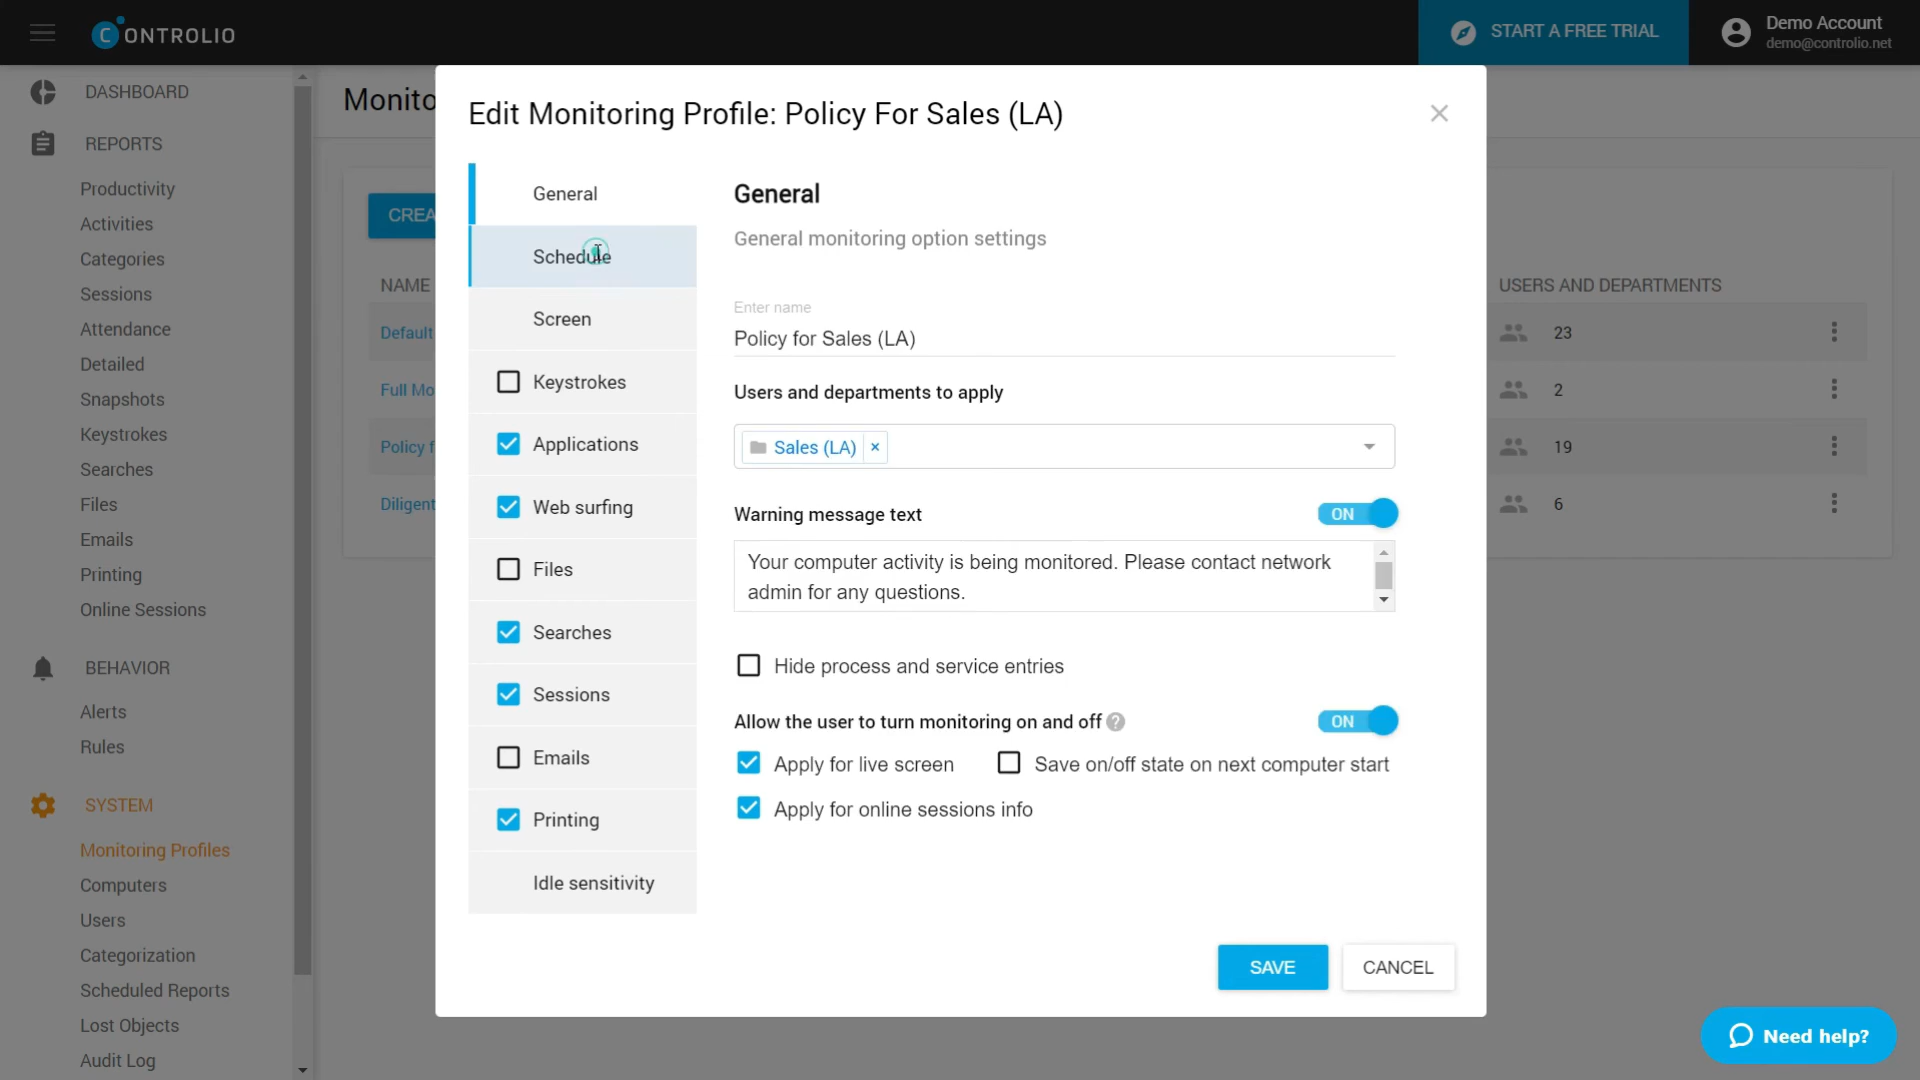 CONTROLIO
START A FREE TRIAL
Demo Account
demo@controlio.net
DASHBOARD
REPORTS
Productivity
Activities
Categories
Sessions
Attendance
Detailed
Snapshots
Keystrokes
Searches
Files
Emails
Printing
Online Sessions
BEHAVIOR
Alerts
Rules
SYSTEM
Monitoring Profiles
Computers
Users
Categorization
Scheduled Reports
Lost Objects
Audit Log
Monito
CREA
NAME
Default
Full Mo
Policy f
Diligent
USERS AND DEPARTMENTS
23
2
19
6
Edit Monitoring Profile: Policy For Sales (LA)
General
Schedule
Screen
Keystrokes
Applications
Web surfing
Files
Searches
Sessions
Emails
Printing
Idle sensitivity
General
General monitoring option settings
Enter name
Policy for Sales (LA)
Users and departments to apply
Sales (LA) ×
Warning message text ON
Your computer activity is being monitored. Please contact network
admin for any questions.
Hide process and service entries
Allow the user to turn monitoring on and off ? ON
Apply for live screen Save on/off state on next computer start
Apply for online sessions info
SAVE CANCEL
Need help?